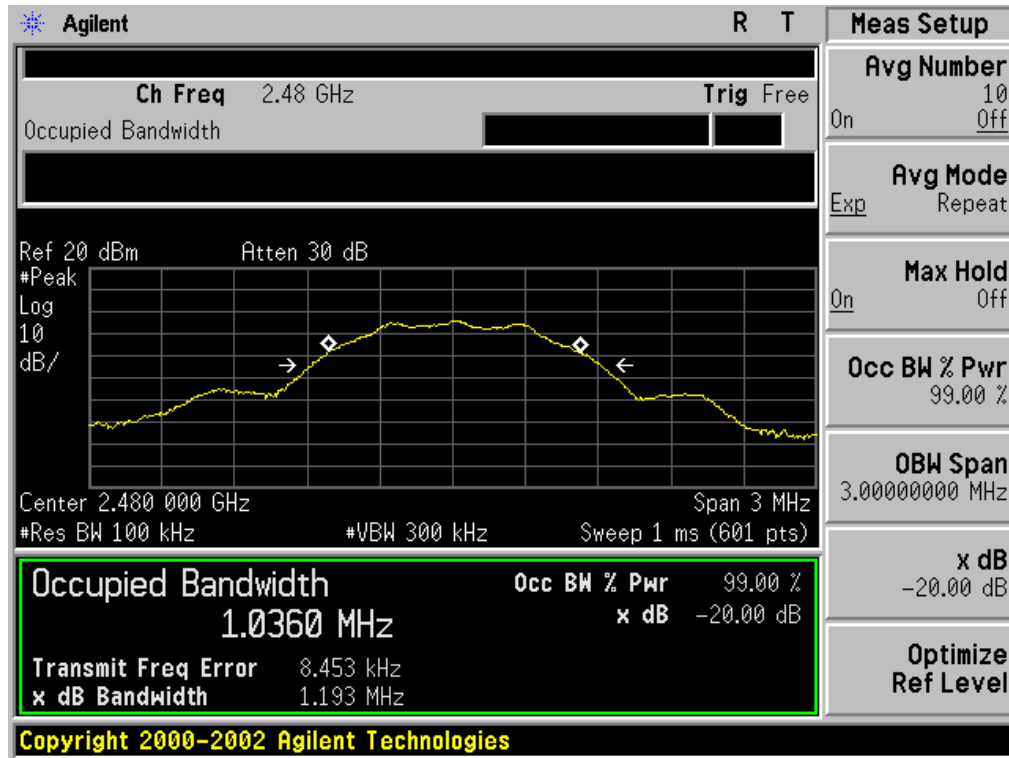 Agilent R T
Ch Freq 2.48 GHz Trig Free
Occupied Bandwidth
Ref 20 dBm Atten 30 dB
#Peak
Log
10
dB/
Center 2.480 000 GHz Span 3 MHz
#Res BW 100 kHz #VBW 300 kHz Sweep 1 ms (601 pts)
Occupied Bandwidth Occ BW % Pwr 99.00 %
1.0360 MHz x dB -20.00 dB
Transmit Freq Error 8.453 kHz
x dB Bandwidth 1.193 MHz
Copyright 2000-2002 Agilent Technologies
Meas Setup
Avg Number
10
On Off
Avg Mode
Exp Repeat
Max Hold
On Off
Occ BW % Pwr
99.00 %
OBW Span
3.00000000 MHz
x dB
-20.00 dB
Optimize
Ref Level